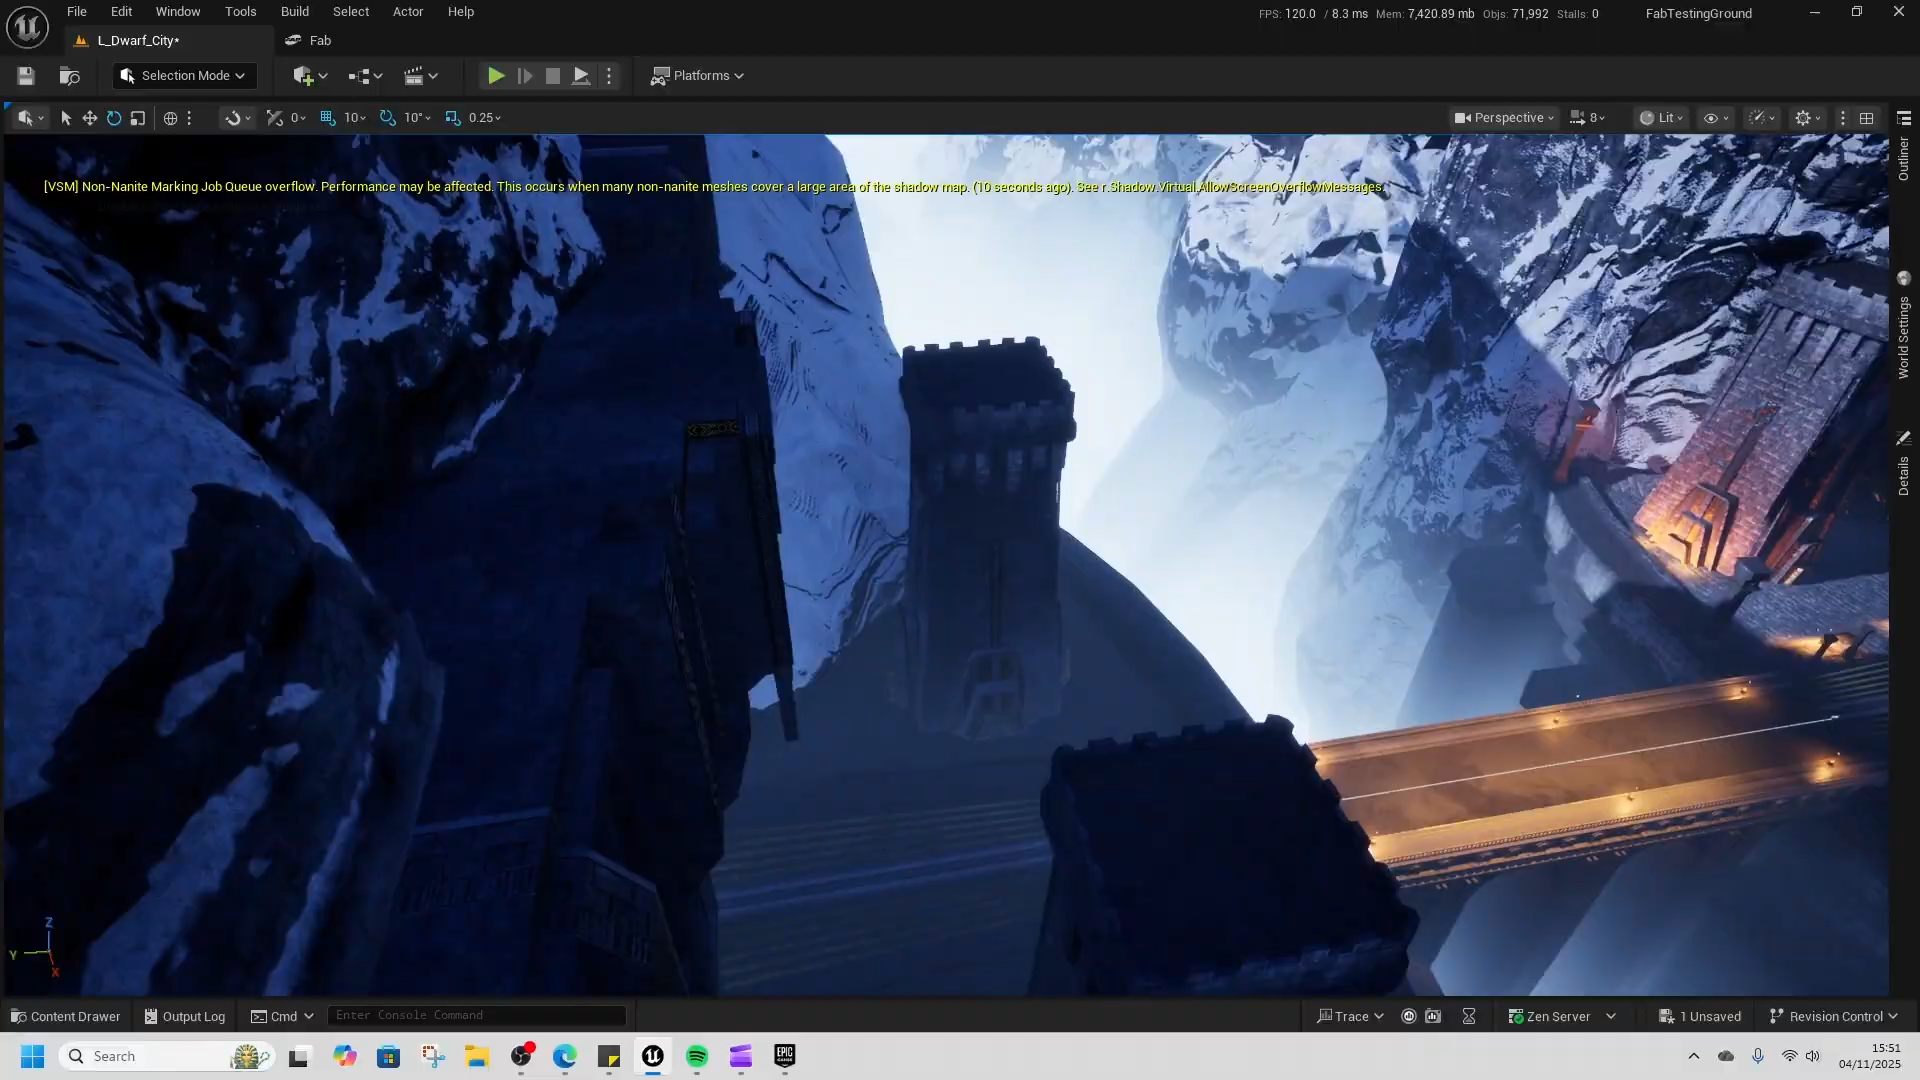 File Edit Window Tools Build Select Actor Help
FPS: 120.0 / 8.3 ms Mem: 7,420.89 mb Objs: 71,992 Stalls: 0
FabTestingGround
L_Dwarf_City*
Fab
Selection Mode
Platforms
0 10 10° 0.25
Perspective 8 Lit
[VSM] Non-Nanite Marking Job Queue overflow. Performance may be affected. This occurs when many non-nanite meshes cover a large area of the shadow map. (10 seconds ago). See r.Shadow.Virtual.AllowScreenOverflowMessages.
Outliner
World Settings
Details
Z
Y
X
Content Drawer
Output Log
Cmd
Enter Console Command
Trace
Zen Server
1 Unsaved
Revision Control
Search
EPIC
GAMES
15:51
04/11/2025